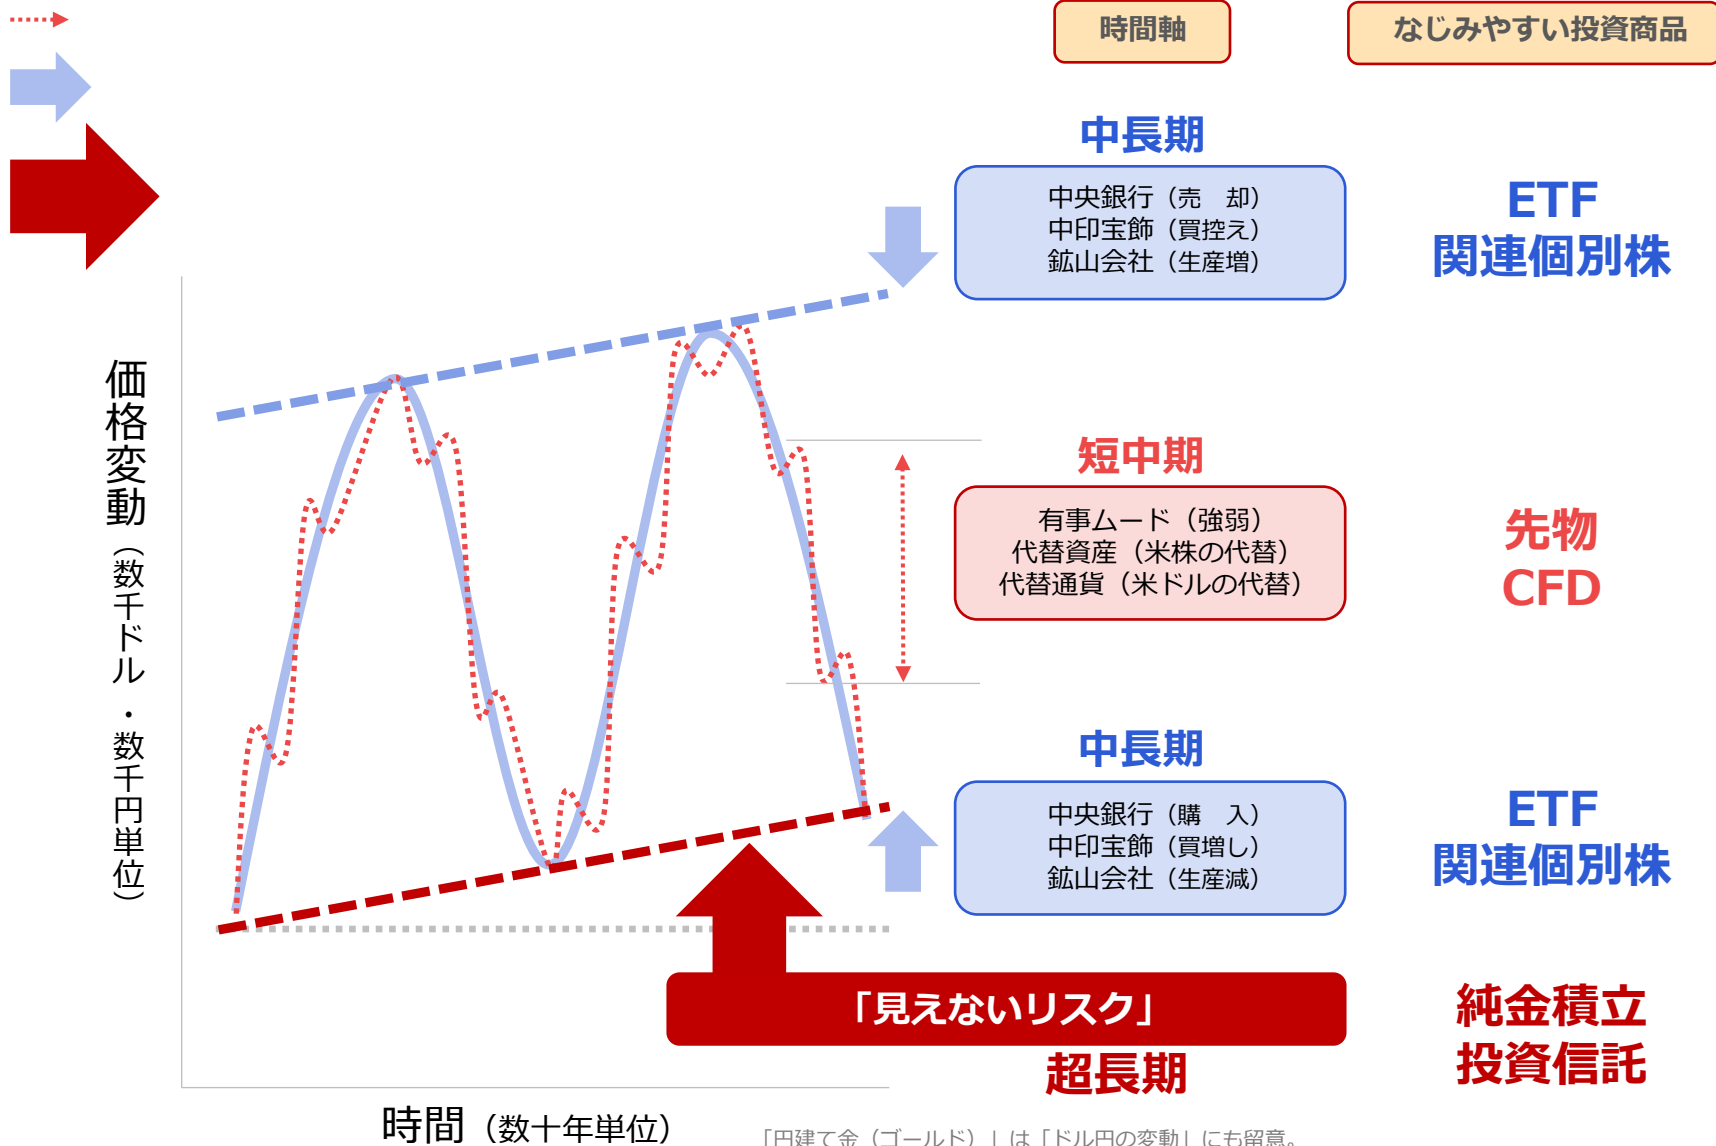 時間軸
なじみやすい投資商品
中長期
中央銀行（売　却）
中印宝飾（買控え）
鉱山会社（生産増）
ETF
関連個別株
価格変動（数千ドル・数千円単位）
短中期
有事ムード（強弱）
代替資産（米株の代替）
代替通貨（米ドルの代替）
先物
CFD
中長期
中央銀行（購　入）
中印宝飾（買増し）
鉱山会社（生産減）
ETF
関連個別株
「見えないリスク」
超長期
純金積立
投資信託
時間（数十年単位）
「円建て金（ゴールド）」は「ドル円の変動」にも留意。